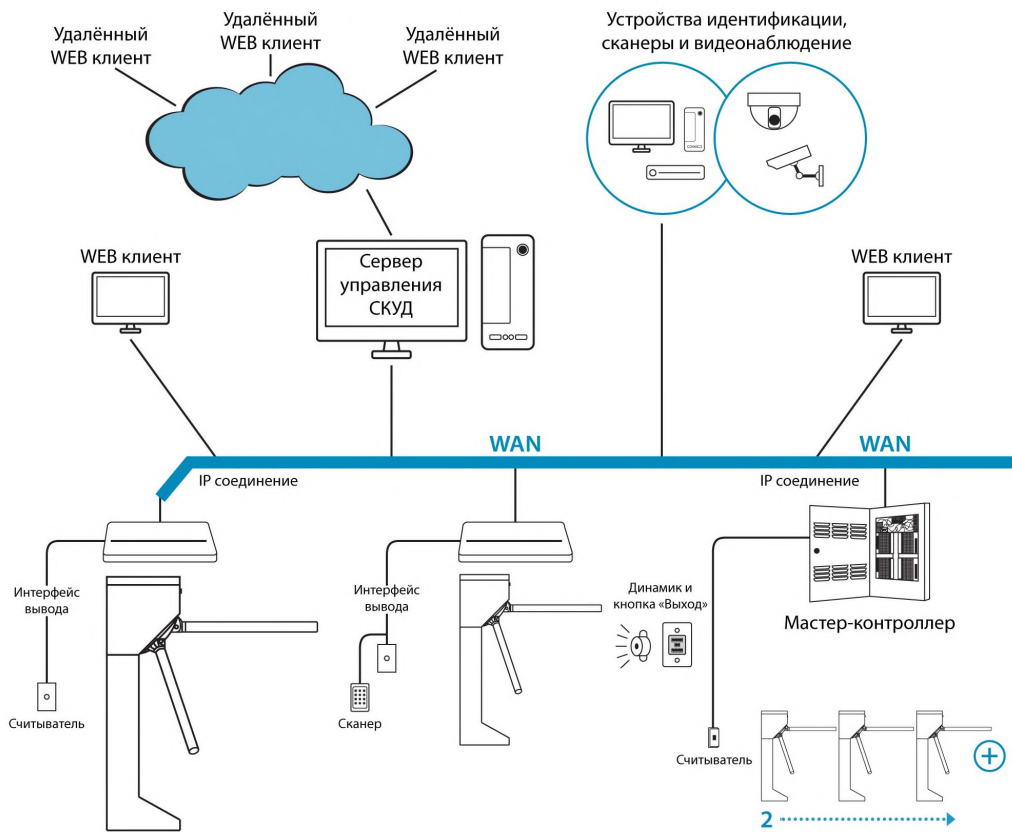 Удалённый
WEB клиент
Удалённый
WEB клиент
Удалённый
WEB клиент
Устройства идентификации,
сканеры и видеонаблюдение
WEB клиент
Сервер
управления
СКУД
WEB клиент
WAN
WAN
IP соединение
IP соединение
Интерфейс
вывода
Интерфейс
вывода
Динамик и
кнопка «Выход»
Мастер-контроллер
Считыватель
Сканер
Считыватель
2